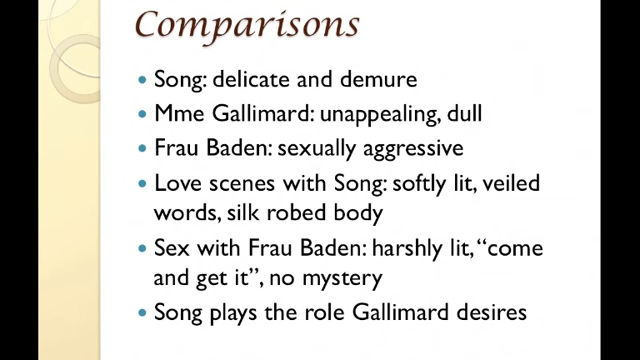 Comparisons
• Song: delicate and demure
• Mme Gallimard: unappealing, dull
• Frau Baden: sexually aggressive
• Love scenes with Song: softly lit, veiled
words, silk robed body
• Sex with Frau Baden: harshly lit, “come
and get it”, no mystery
• Song plays the role Gallimard desires